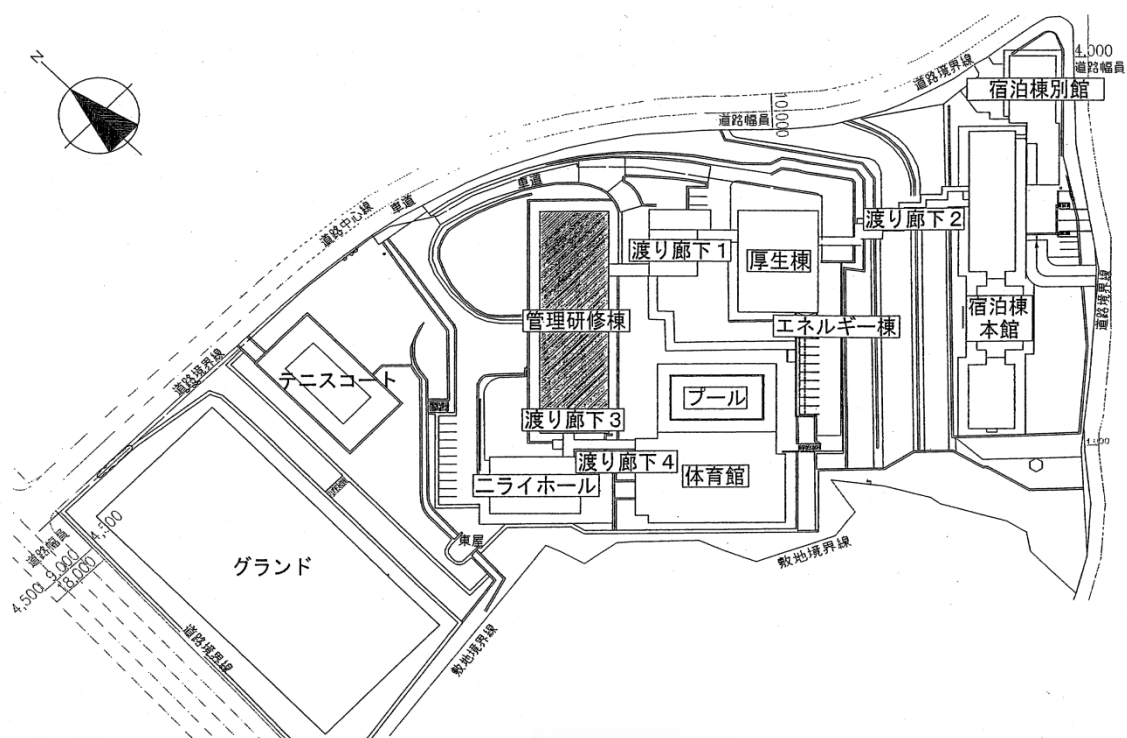 N
4,000
道路幅員
宿泊棟別館
道路境界線
10,000
道路幅員
道路中心線
車道
車道
渡り廊下1
渡り廊下2
厚生棟
管理研修棟
エネルギー棟
宿泊棟
本館
道路境界線
道路境界線
テニスコート
プール
渡り廊下3
渡り廊下4
体育館
ニライホール
東屋
敷地境界線
グランド
道路幅員
4,500
9,000
18,000
4,500
道路境界線
敷地境界線